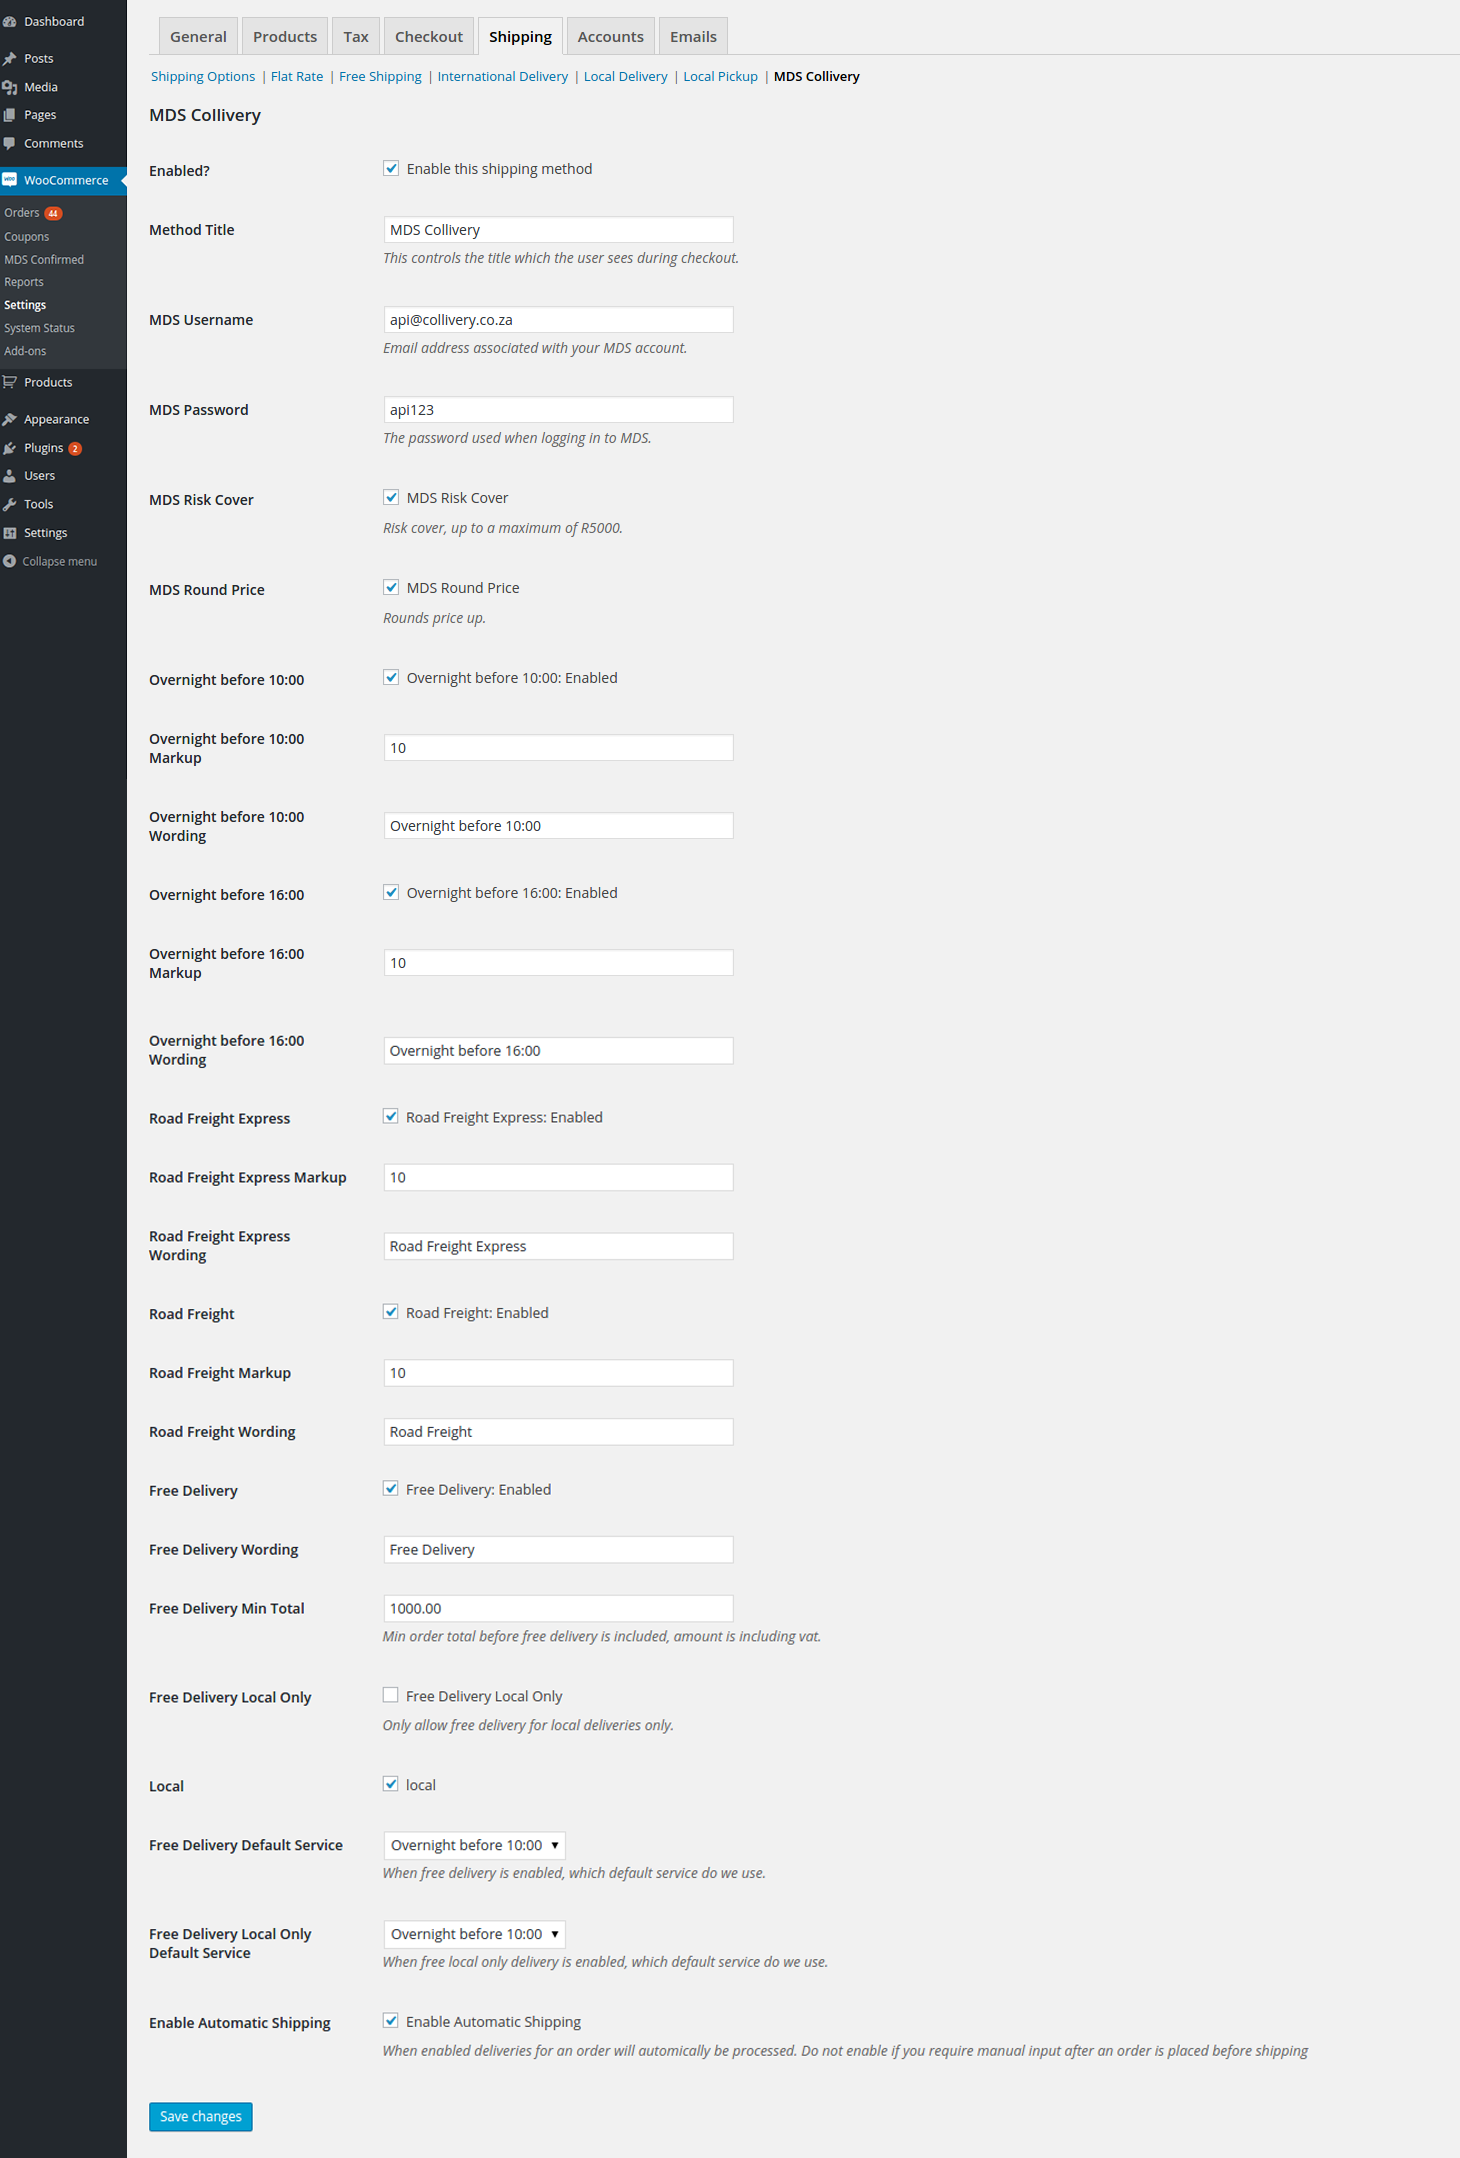 Dashboard
Posts
Media
Pages
Comments
WooCommerce
Orders 44
Coupons
MDS Confirmed
Reports
Settings
System Status
Add-ons
Products
Appearance
Plugins 2
Users
Tools
Settings
Collapse menu
General Products Tax Checkout Shipping Accounts Emails
Shipping Options | Flat Rate | Free Shipping | International Delivery | Local Delivery | Local Pickup | MDS Collivery
MDS Collivery
Enabled? Enable this shipping method
Method Title MDS Collivery
This controls the title which the user sees during checkout.
MDS Username api@collivery.co.za
Email address associated with your MDS account.
MDS Password api123
The password used when logging in to MDS.
MDS Risk Cover MDS Risk Cover
Risk cover, up to a maximum of R5000.
MDS Round Price MDS Round Price
Rounds price up.
Overnight before 10:00 Overnight before 10:00: Enabled
Overnight before 10:00
Markup
10
Overnight before 10:00
Wording
Overnight before 10:00
Overnight before 16:00 Overnight before 16:00: Enabled
Overnight before 16:00
Markup
10
Overnight before 16:00
Wording
Overnight before 16:00
Road Freight Express Road Freight Express: Enabled
Road Freight Express Markup 10
Road Freight Express
Wording
Road Freight Express
Road Freight Road Freight: Enabled
Road Freight Markup 10
Road Freight Wording Road Freight
Free Delivery Free Delivery: Enabled
Free Delivery Wording Free Delivery
Free Delivery Min Total 1000.00
Min order total before free delivery is included, amount is including vat.
Free Delivery Local Only Free Delivery Local Only
Only allow free delivery for local deliveries only.
Local local
Free Delivery Default Service Overnight before 10:00
When free delivery is enabled, which default service do we use.
Free Delivery Local Only
Default Service
Overnight before 10:00
When free local only delivery is enabled, which default service do we use.
Enable Automatic Shipping Enable Automatic Shipping
When enabled deliveries for an order will automically be processed. Do not enable if you require manual input after an order is placed before shipping
Save changes